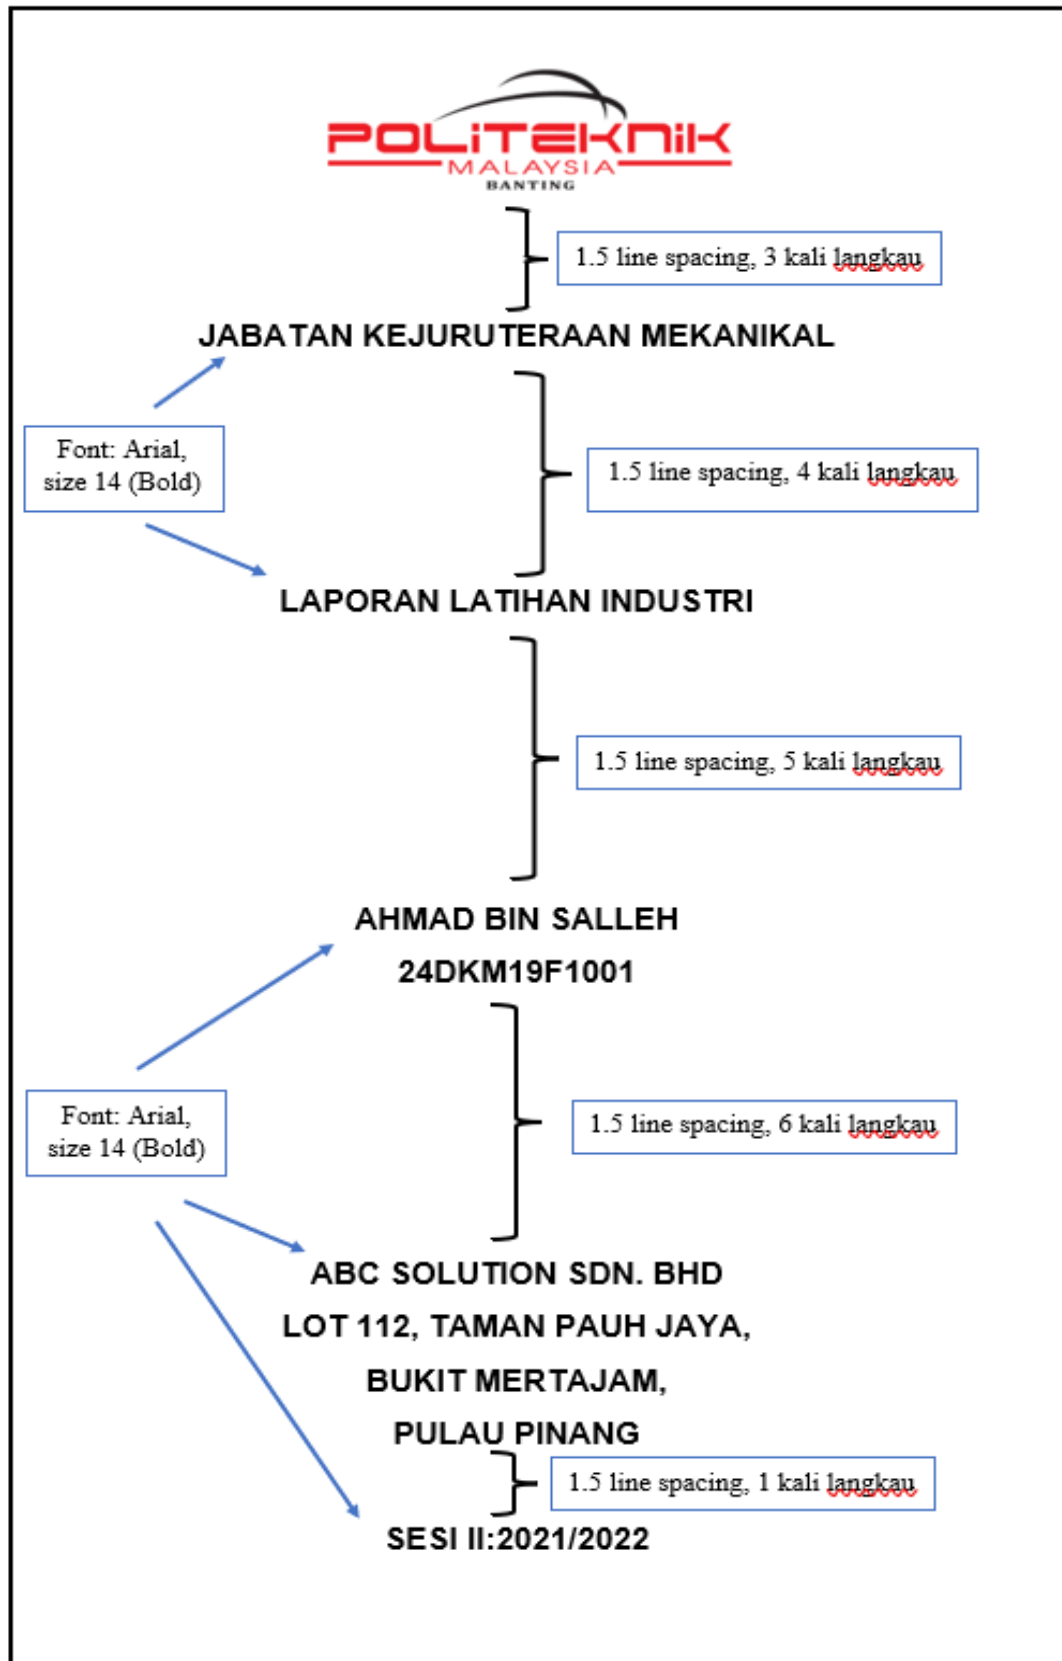 POLiTEKniK
MALAYSIA
BANTING
1.5 line spacing, 3 kali langkau
JABATAN KEJURUTERAAN MEKANIKAL
Font: Arial,
size 14 (Bold)
1.5 line spacing, 4 kali langkau
LAPORAN LATIHAN INDUSTRI
1.5 line spacing, 5 kali langkau
AHMAD BIN SALLEH
24DKM19F1001
Font: Arial,
size 14 (Bold)
1.5 line spacing, 6 kali langkau
ABC SOLUTION SDN. BHD
LOT 112, TAMAN PAUH JAYA,
BUKIT MERTAJAM,
PULAU PINANG
1.5 line spacing, 1 kali langkau
SESI II:2021/2022